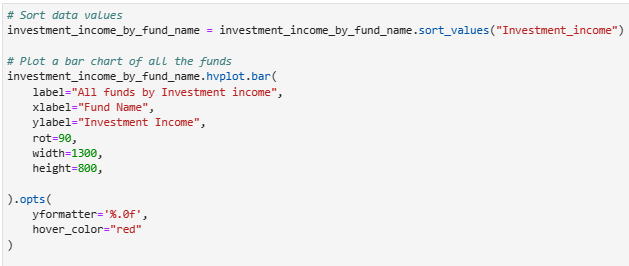 # Sort data values
investment_income_by_fund_name = investment_income_by_fund_name.sort_values("Investment_income")
# Plot a bar chart of all the funds
investment_income_by_fund_name.hvplot.bar(
    label="All funds by Investment income",
    xlabel="Fund Name",
    ylabel="Investment Income",
    rot=90,
    width=1300,
    height=800,
).opts(
    yformatter='%.0f',
    hover_color="red"
)